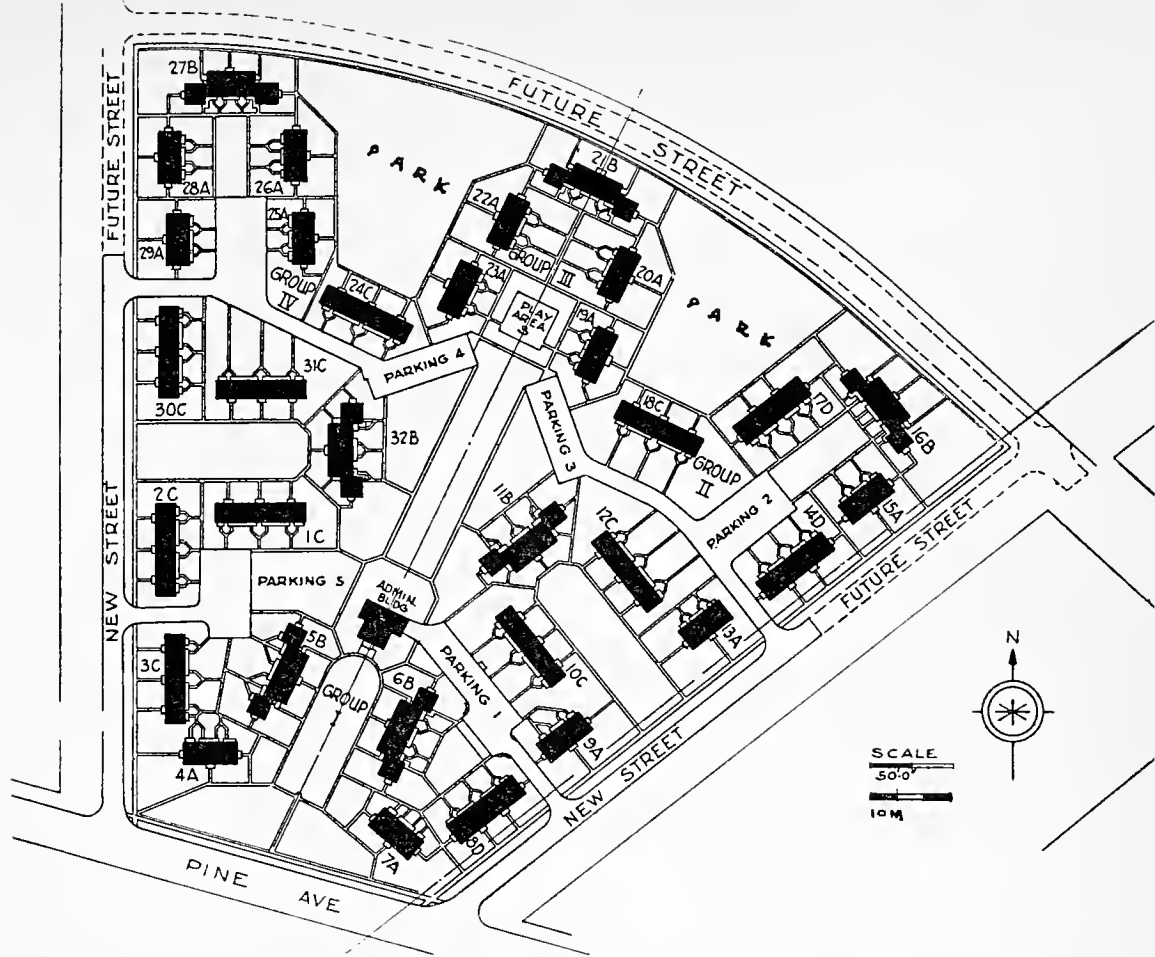 27B
FUTURE
STREET
FUTURE STREET
PARK
21B
28A
26A
22A
25A
29A
GROUP
III
20A
GROUP
IV
23A
24C
PLAY
AREA
S
19A
PARK
31C
PARKING 4
30C
PARKING 3
18C
17D
32B
16B
GROUP
II
2C
11B
12C
PARKING 2
14D
15A
1C
NEW STREET
PARKING 5
ADMIN.
BLDG
FUTURE STREET
5B
13A
3C
GROUP
I
6B
PARKING 1
10C
N
4A
9A
NEW STREET
SCALE
50'0"
10M
7A
8D
PINE AVE